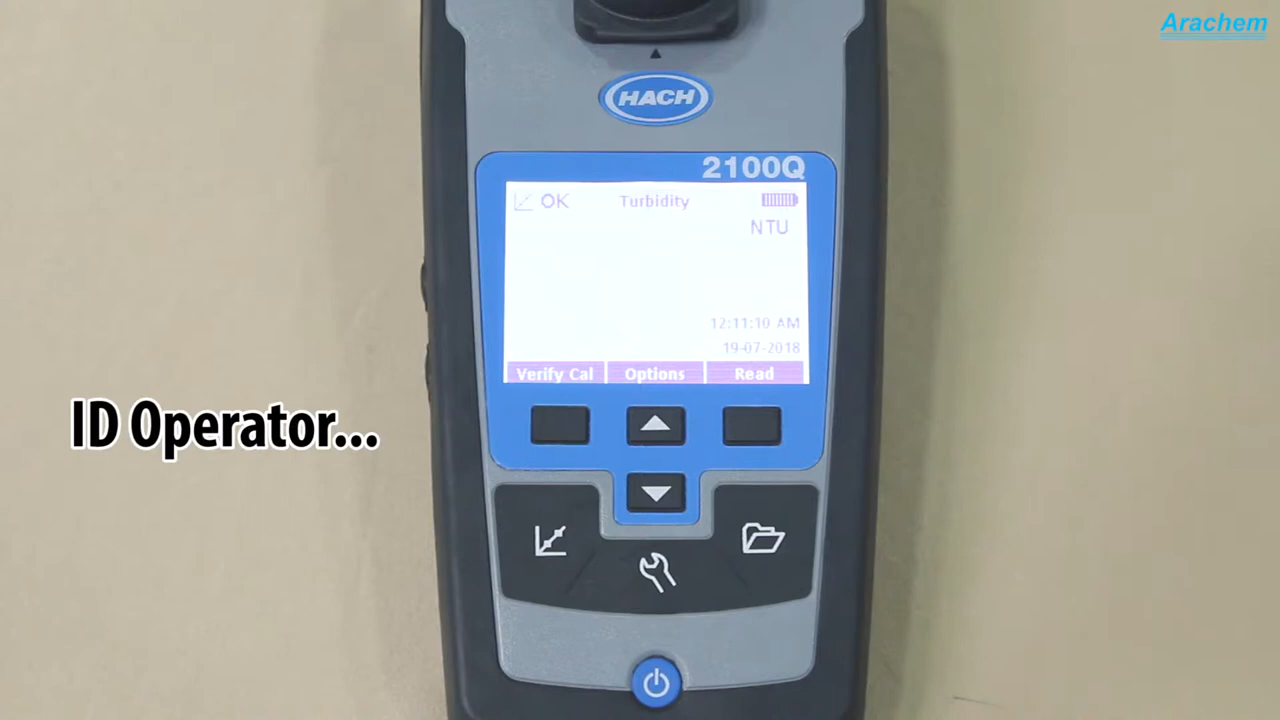 Arachem
HACH
2100Q
OK Turbidity
NTU
12:11:10 AM
19-07-2018
Verify Cal Options Read
ID Operator...